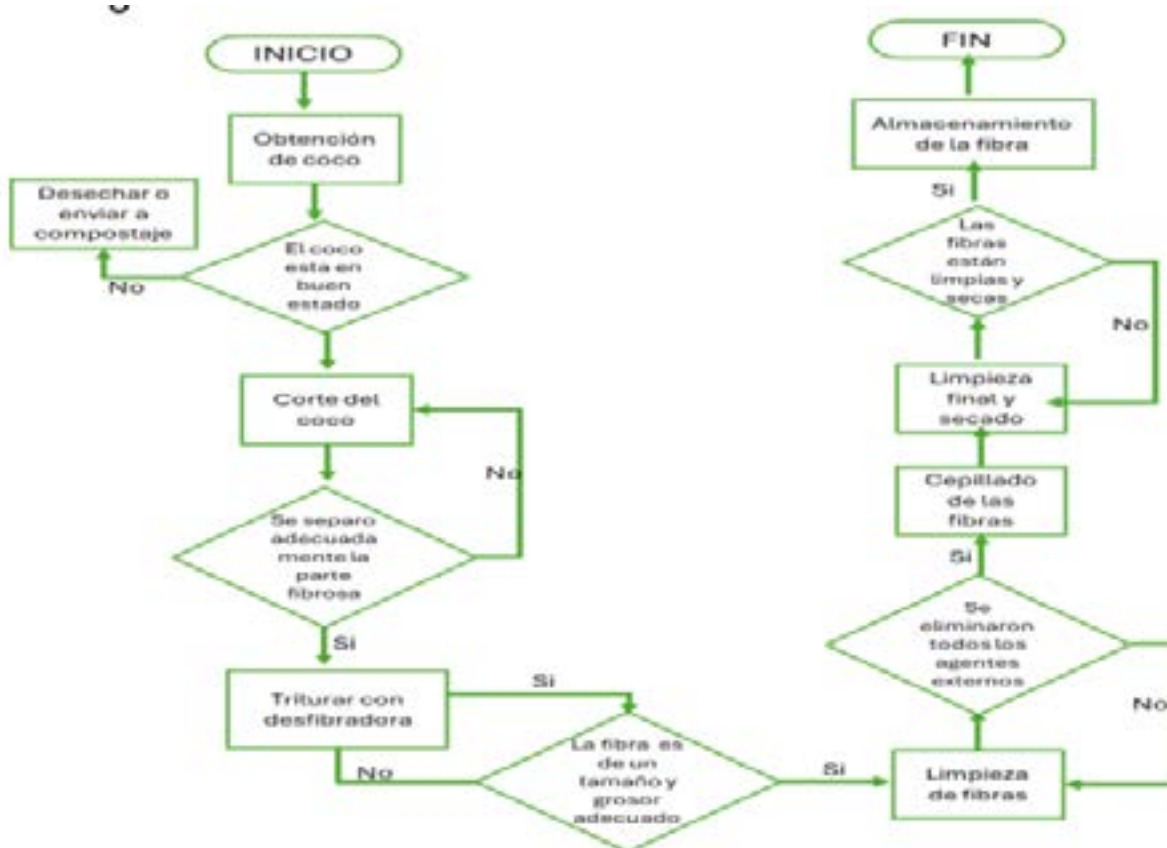 INICIO
Obtención
de coco
Desechar o
enviar a
compostaje
No
El coco
esta en
buen
estado
Corte del
coco
No
Se separo
adecuada
mente la
parte
fibrosa
Si
Triturar con
desfibradora
Si
No
La fibra es
de un
tamaño y
grosor
adecuado
Si
Limpieza
de fibras
No
Se
eliminaron
todos los
agentes
externos
Si
Cepillado
de las
fibras
Limpieza
final y
secado
No
Las
fibras
están
limpias y
secas
Si
Almacenamiento
de la fibra
FIN